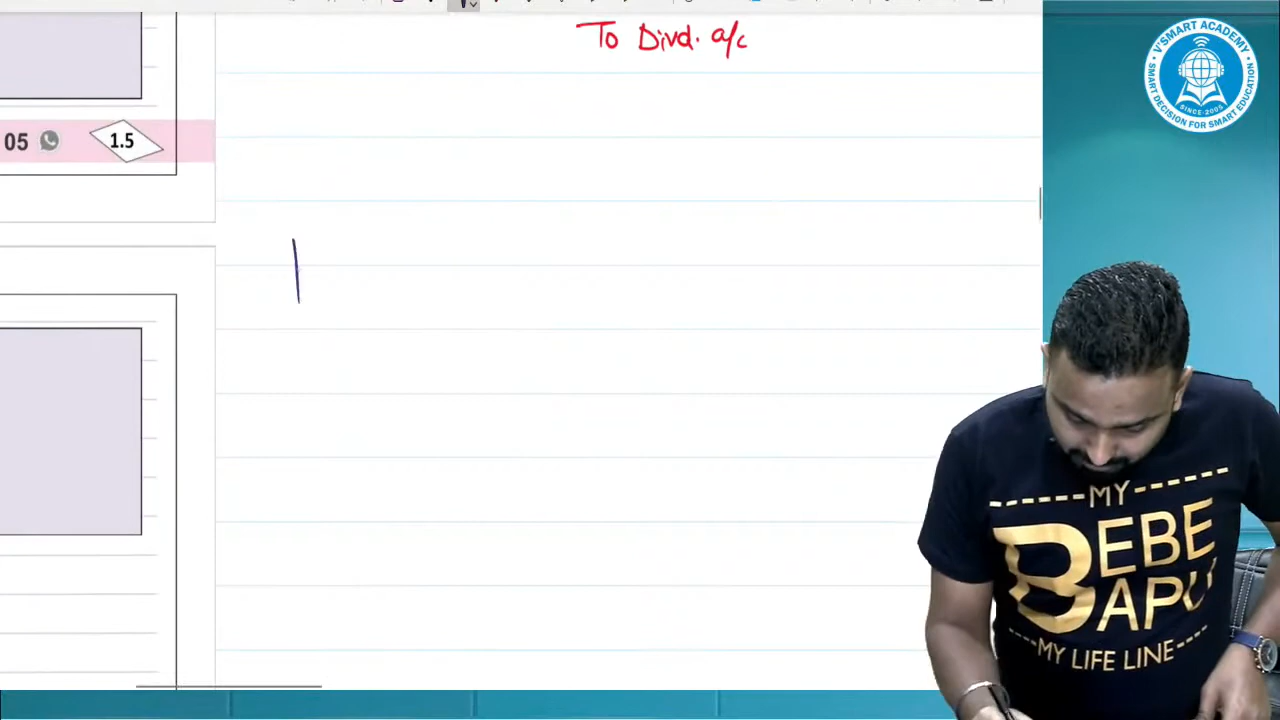 To Divd. a/c
V'SMART ACADEMY
SMART DECISION FOR SMART EDUCATION
SINCE-2005
05
1.5
MY
BEBE
BAPU
MY LIFE LINE